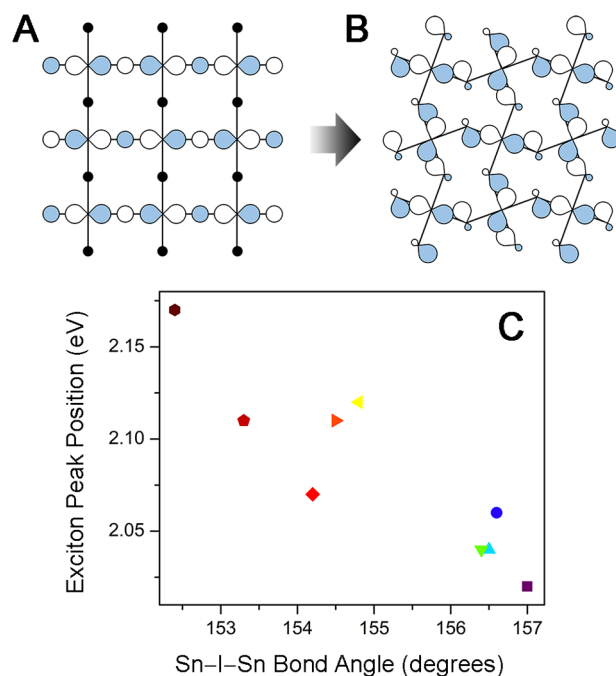 A
B
C
Exciton Peak Position (eV)
2.15
2.10
2.05
153
154
155
156
157
Sn–I–Sn Bond Angle (degrees)